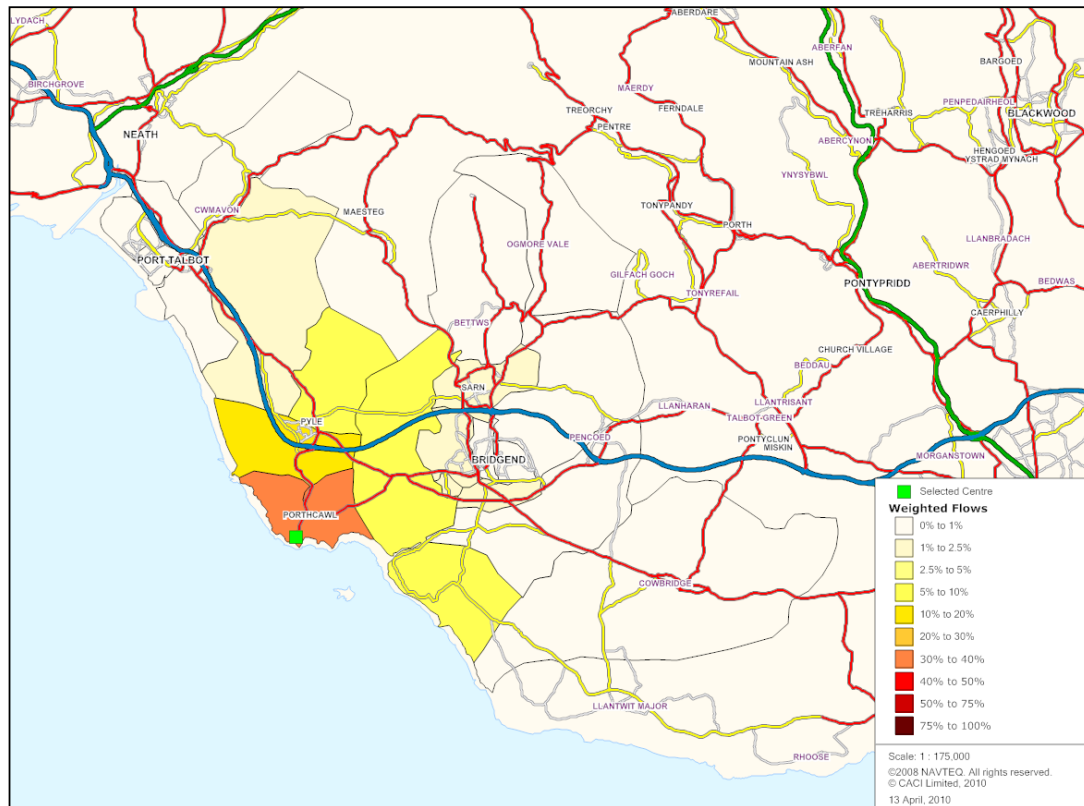 LYDACH
ABERDARE
ABERFAN
MOUNTAIN ASH
BARGOED
BIRCHGROVE
MAERDY
TREORCHY
FERNDALE
PENTRE
TREHARRIS
PENPEDAIRHEOL
BLACKWOOD
NEATH
ABERCYNON
HENGOED
YSTRAD MYNACH
YNYSYBWL
CWMAVON
MAESTEG
TONYPANDY
PORTH
LLANBRADACH
OGMORE VALE
PORT TALBOT
GILFACH GOCH
ABERTRIDWR
BEDWAS
PONTYPRIDD
TONYREFAIL
CAERPHILLY
BETTWS
CHURCH VILLAGE
BEDDAU
SARN
LLANTRISANT
LLANHARAN
TALBOT-GREEN
PYLE
PENCOED
PONTYCLUN
MISKIN
BRIDGEND
MORGANSTOWN
PORTHCAWL
COWBRIDGE
LLANTWIT MAJOR
RHOOSE
Selected Centre
Weighted Flows
0% to 1%
1% to 2.5%
2.5% to 5%
5% to 10%
10% to 20%
20% to 30%
30% to 40%
40% to 50%
50% to 75%
75% to 100%
Scale: 1 : 175,000
©2008 NAVTEQ. All rights reserved.
© CACI Limited, 2010
13 April, 2010